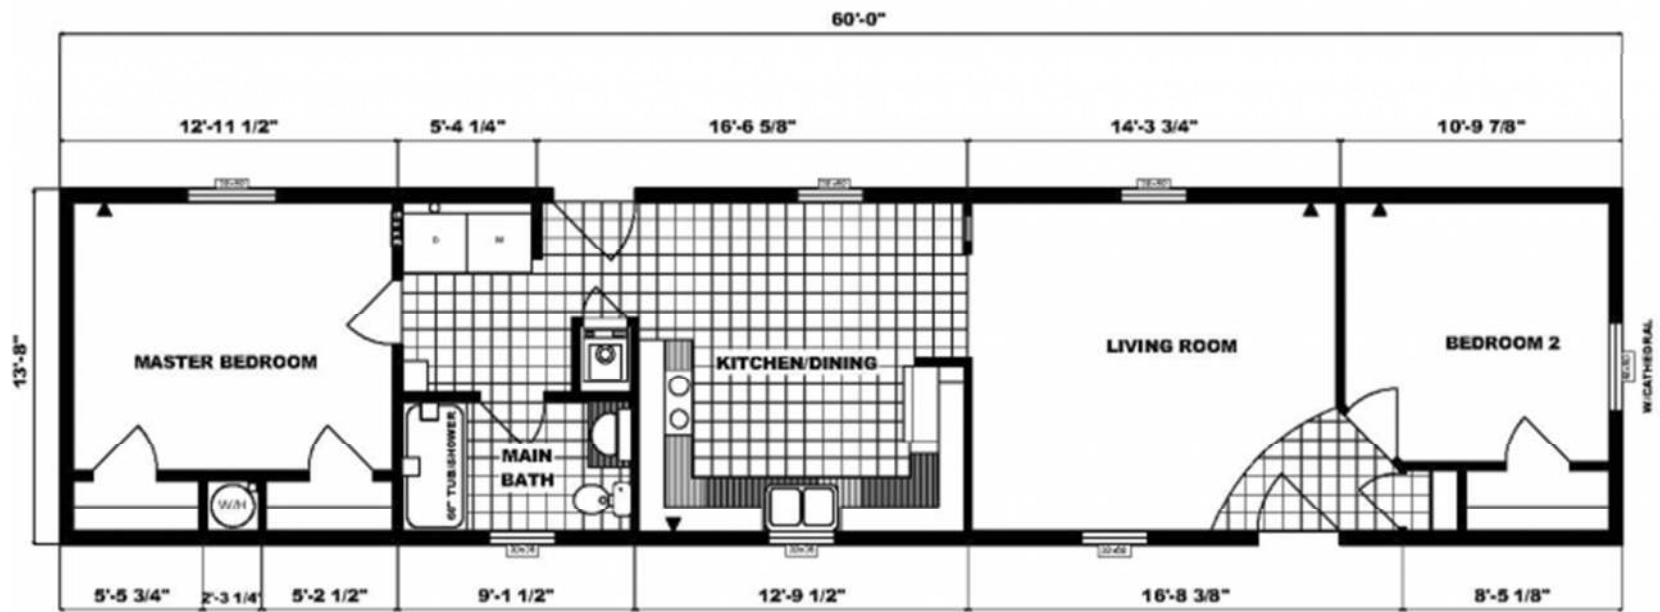 60'-0"
12'-11 1/2" 5'-4 1/4" 16'-6 5/8" 14'-3 3/4" 10'-9 7/8"
D
13'-8"
MASTER BEDROOM
KITCHEN/DINING
LIVING ROOM
BEDROOM 2
W/CATHEDRAL
60" TUB/SHOWER
MAIN
BATH
W/H
5'-5 3/4" 2'-3 1/4" 5'-2 1/2" 9'-1 1/2" 12'-9 1/2" 16'-8 3/8" 8'-5 1/8"